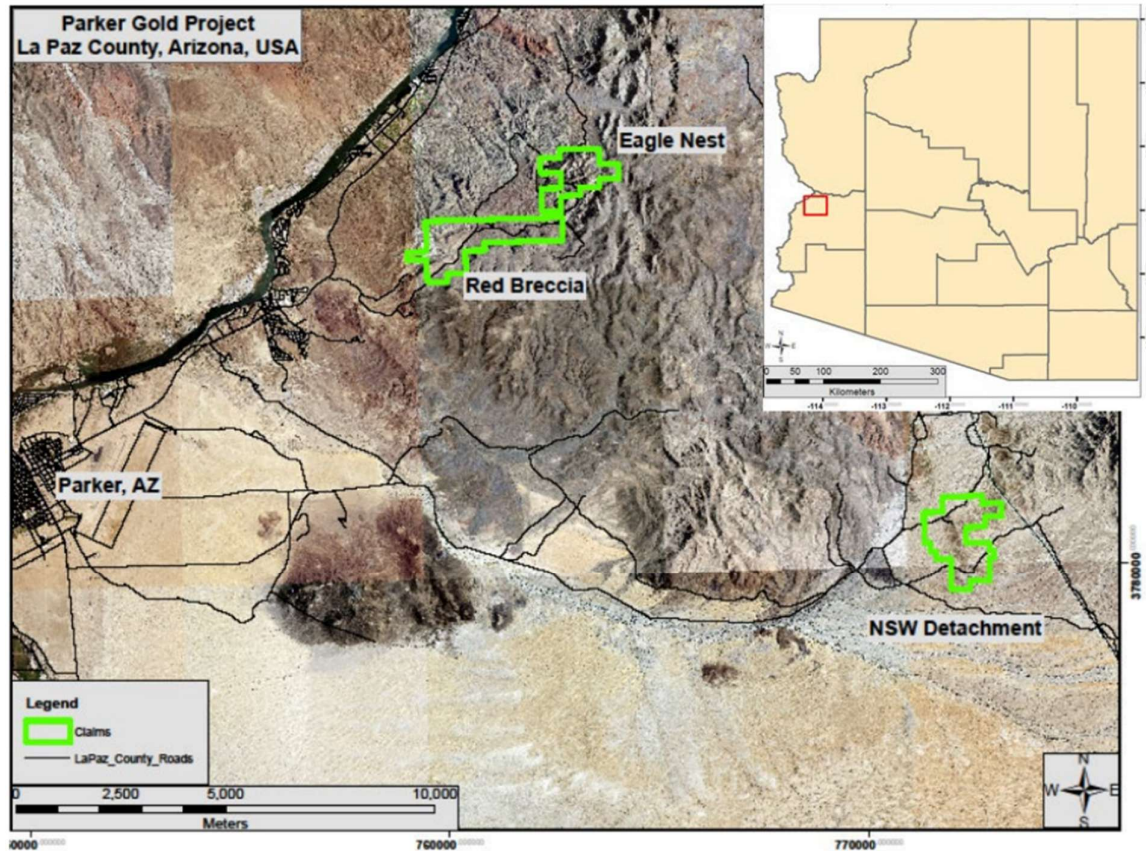 Parker Gold Project
La Paz County, Arizona, USA
Eagle Nest
Red Breccia
Parker, AZ
NSW Detachment
N
W E
S
0 50 100 200 300
Kilometers
-114 -113 -112 -111 -110
Legend
Claims
LaPaz_County_Roads
0 2,500 5,000 10,000
Meters
N
W E
S
760000 770000